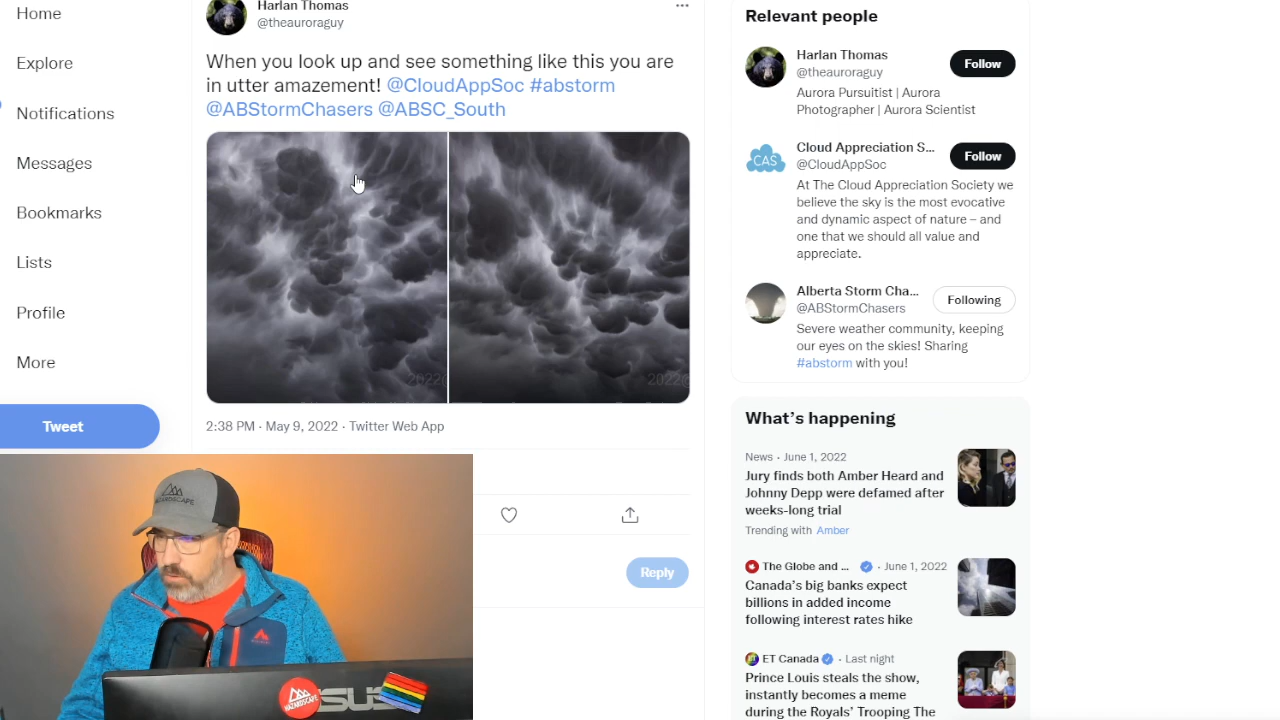 Home
Explore
Notifications
Messages
Bookmarks
Lists
Profile
More
Tweet
Harlan Thomas
@theauroraguy
When you look up and see something like this you are
in utter amazement! @CloudAppSoc #abstorm
@ABStormChasers @ABSC_South
2022@
2022@
2:38 PM · May 9, 2022 · Twitter Web App
Reply
Relevant people
Harlan Thomas
@theauroraguy
Follow
Aurora Pursuitist | Aurora
Photographer | Aurora Scientist
CAS
Cloud Appreciation S...
@CloudAppSoc
Follow
At The Cloud Appreciation Society we
believe the sky is the most evocative
and dynamic aspect of nature – and
one that we should all value and
appreciate.
Alberta Storm Cha...
@ABStormChasers
Following
Severe weather community, keeping
our eyes on the skies! Sharing
#abstorm with you!
What's happening
News · June 1, 2022
Jury finds both Amber Heard and
Johnny Depp were defamed after
weeks-long trial
Trending with Amber
The Globe and ... · June 1, 2022
Canada's big banks expect
billions in added income
following interest rates hike
ET Canada · Last night
Prince Louis steals the show,
instantly becomes a meme
during the Royals' Trooping The
HAZARDSCAPE
HAZARDSCAPE
ASUS